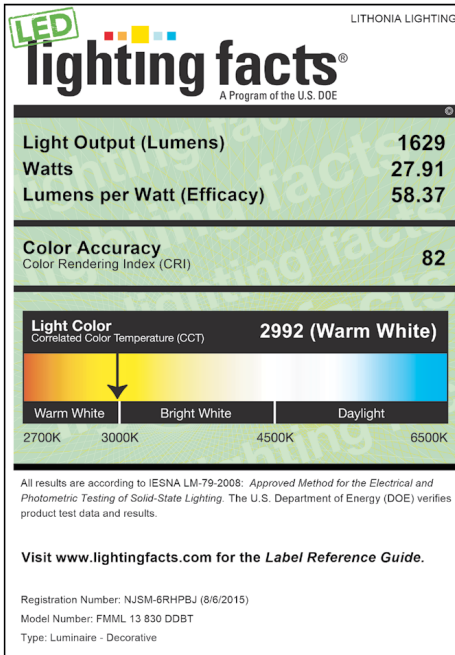 LITHONIA LIGHTING
LED
lighting facts®
A Program of the U.S. DOE
Light Output (Lumens) 1629
Watts 27.91
Lumens per Watt (Efficacy) 58.37
Color Accuracy
Color Rendering Index (CRI) 82
Light Color
Correlated Color Temperature (CCT) 2992 (Warm White)
Warm White Bright White Daylight
2700K 3000K 4500K 6500K
All results are according to IESNA LM-79-2008: Approved Method for the Electrical and
Photometric Testing of Solid-State Lighting. The U.S. Department of Energy (DOE) verifies
product test data and results.
Visit www.lightingfacts.com for the Label Reference Guide.
Registration Number: NJSM-6RHPBJ (8/6/2015)
Model Number: FMML 13 830 DDBT
Type: Luminaire - Decorative